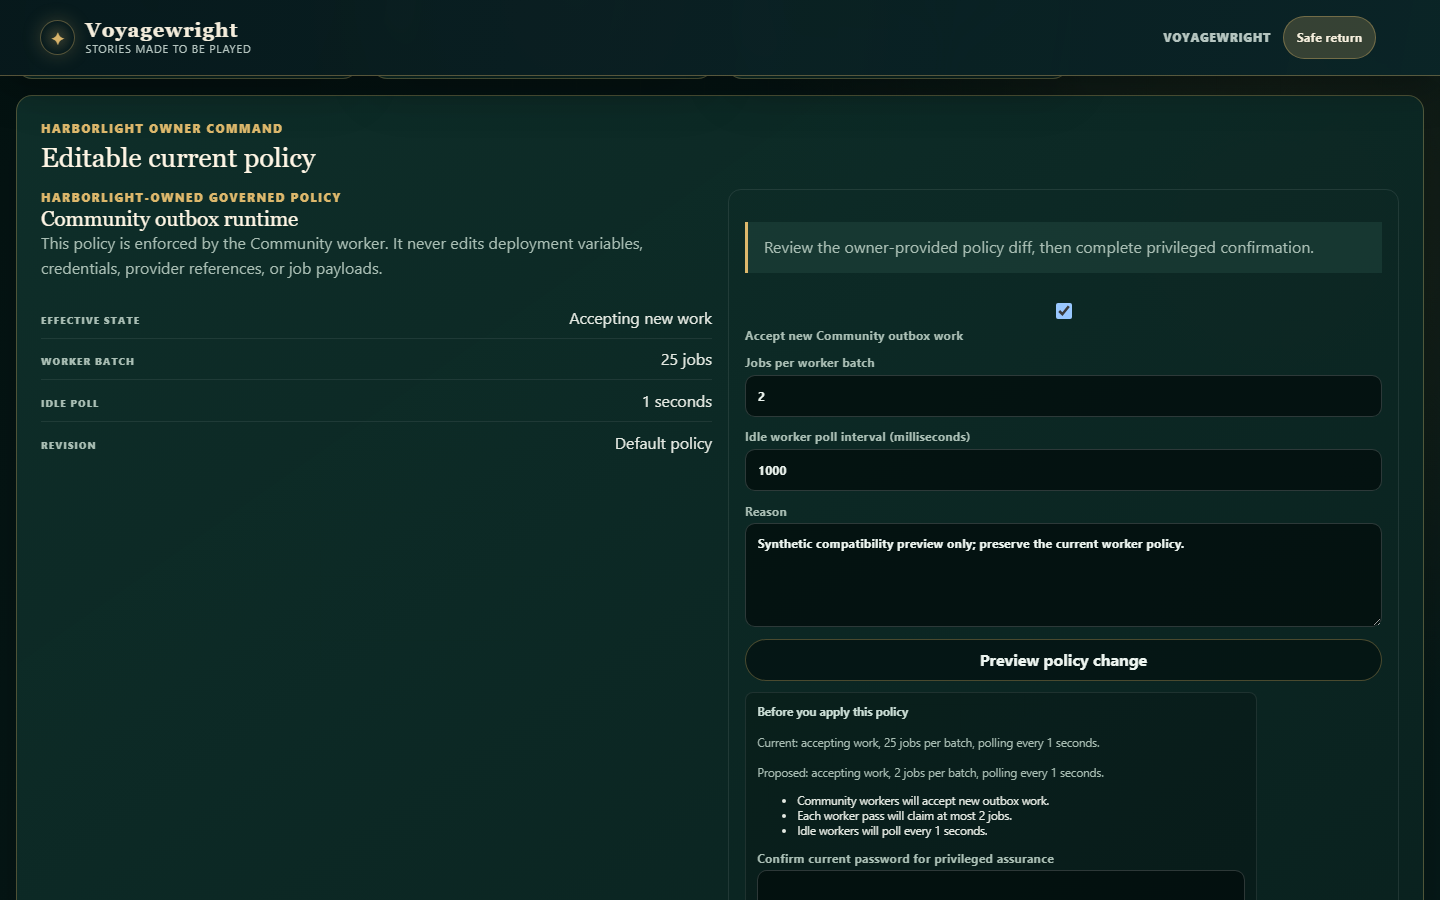 Voyagewright
STORIES MADE TO BE PLAYED
VOYAGEWRIGHT
Safe return
HARBORLIGHT OWNER COMMAND
Editable current policy
HARBORLIGHT-OWNED GOVERNED POLICY
Community outbox runtime
This policy is enforced by the Community worker. It never edits deployment variables,
credentials, provider references, or job payloads.
EFFECTIVE STATE
Accepting new work
WORKER BATCH
25 jobs
IDLE POLL
1 seconds
REVISION
Default policy
Review the owner-provided policy diff, then complete privileged confirmation.
Accept new Community outbox work
Jobs per worker batch
2
Idle worker poll interval (milliseconds)
1000
Reason
Synthetic compatibility preview only; preserve the current worker policy.
Preview policy change
Before you apply this policy
Current: accepting work, 25 jobs per batch, polling every 1 seconds.
Proposed: accepting work, 2 jobs per batch, polling every 1 seconds.
• Community workers will accept new outbox work.
• Each worker pass will claim at most 2 jobs.
• Idle workers will poll every 1 seconds.
Confirm current password for privileged assurance